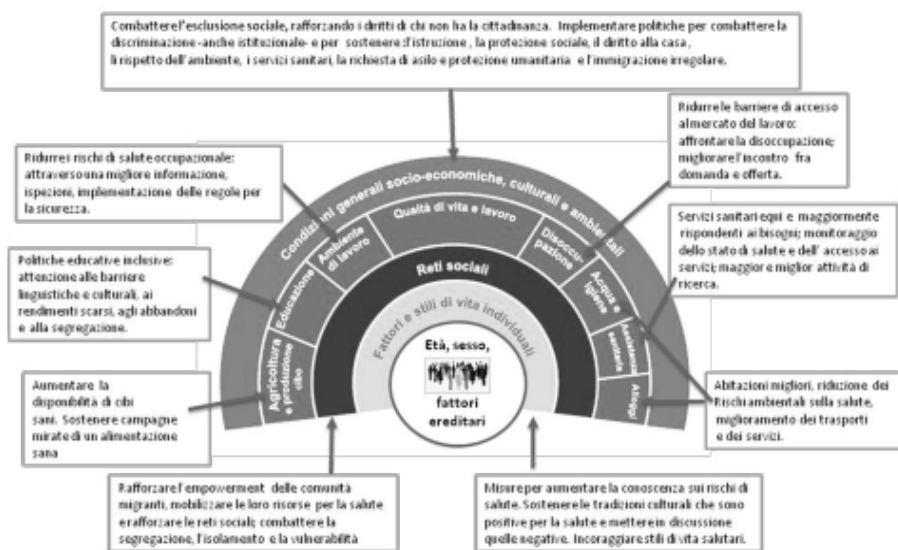 Combattere l'esclusione sociale, rafforzando i diritti di chi non ha la cittadinanza. Implementare politiche per combattere la
discriminazione -anche istituzionale- e per sostenere :l'istruzione , la protezione sociale, il diritto alla casa,
li rispetto dell'ambiente, i servizi sanitari, la richiesta di asilo e protezione umanitaria e l'immigrazione irregolare.
Ridurre le barriere di accesso
al mercato del lavoro:
affrontare la disoccupazione;
migliorare l'incontro fra
domanda e offerta.
Ridurre i rischi di salute occupazionale:
attraverso una migliore informazione,
ispezioni, implementazione delle regole per
la sicurezza.
Servizi sanitari equi e maggiormente
rispondenti ai bisogni; monitoraggio
dello stato di salute e dell' accesso ai
servizi; maggior e miglior attività di
ricerca.
Politiche educative inclusive:
attenzione alle barriere
linguistiche e culturali, ai
rendimenti scarsi, agli abbandoni
e alla segregazione.
Aumentare la
disponibilità di cibi
sani. Sostenere campagne
mirate di un alimentazione
sana
Abitazioni migliori, riduzione dei
Rischi ambientali sulla salute,
miglioramento dei trasporti
e dei servizi.
Condizioni generali socio-economiche, culturali e ambientali
Agricoltura
e produzione
cibo
Educazione
Ambiente
di lavoro
Qualtà di vita e lavoro
Disoccu-
pazione
Acqua e
igiene
Assistenza
sanitaria
Alloggi
Reti sociali
Fattori e stili di vita individuali
Età, sesso,
fattori
ereditari
Rafforzare l'empowerment delle comunità
migranti, mobilizzare le loro risorse per la salute
e rafforzare le reti sociali; combattere la
segregazione, l'isolamento e la vulnerabilità
Misure per aumentare la conoscenza sui rischi di
salute. Sostenere le tradizioni culturali che sono
positive per la salute e mettere in discussione
quelle negative. Incoraggiare stili di vita salutari.